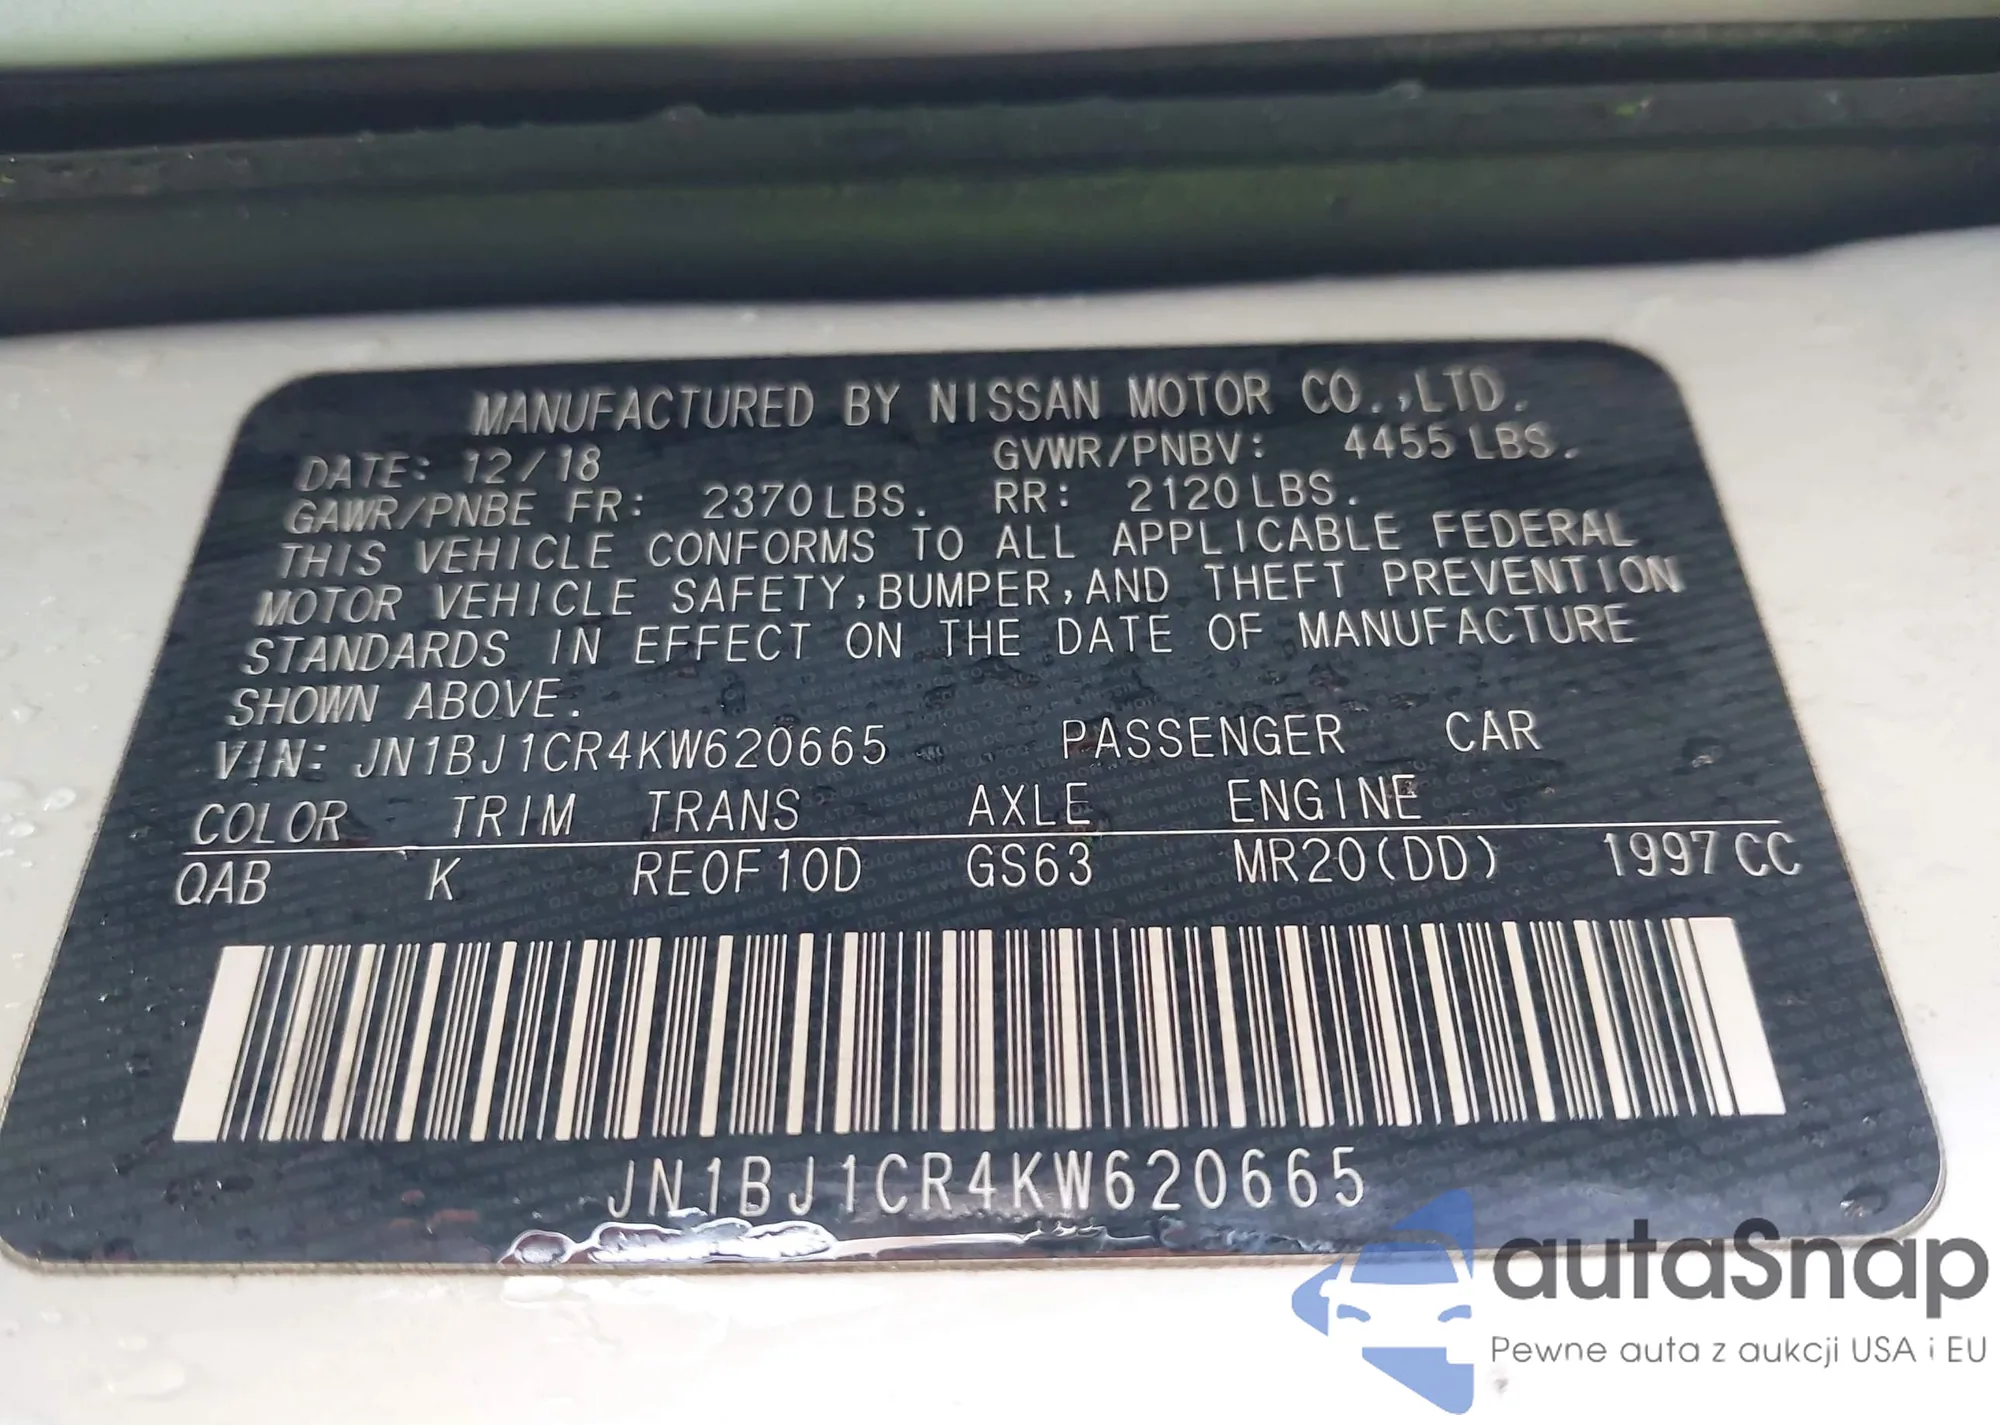 MANUFACTURED BY NISSAN MOTOR CO.,LTD.
DATE: 12/18 GVWR/PNBV: 4455 LBS.
GAWR/PNBE FR: 2370 LBS. RR: 2120 LBS.
THIS VEHICLE CONFORMS TO ALL APPLICABLE FEDERAL
MOTOR VEHICLE SAFETY,BUMPER,AND THEFT PREVENTION
STANDARDS IN EFFECT ON THE DATE OF MANUFACTURE
SHOWN ABOVE.
VIN: JN1BJ1CR4KW620665 PASSENGER CAR
COLOR TRIM TRANS AXLE ENGINE
QAB K RE0F10D GS63 MR20(DD) 1997 CC
JN1BJ1CR4KW620665
autaSnap
Pewne auta z aukcji USA i EU